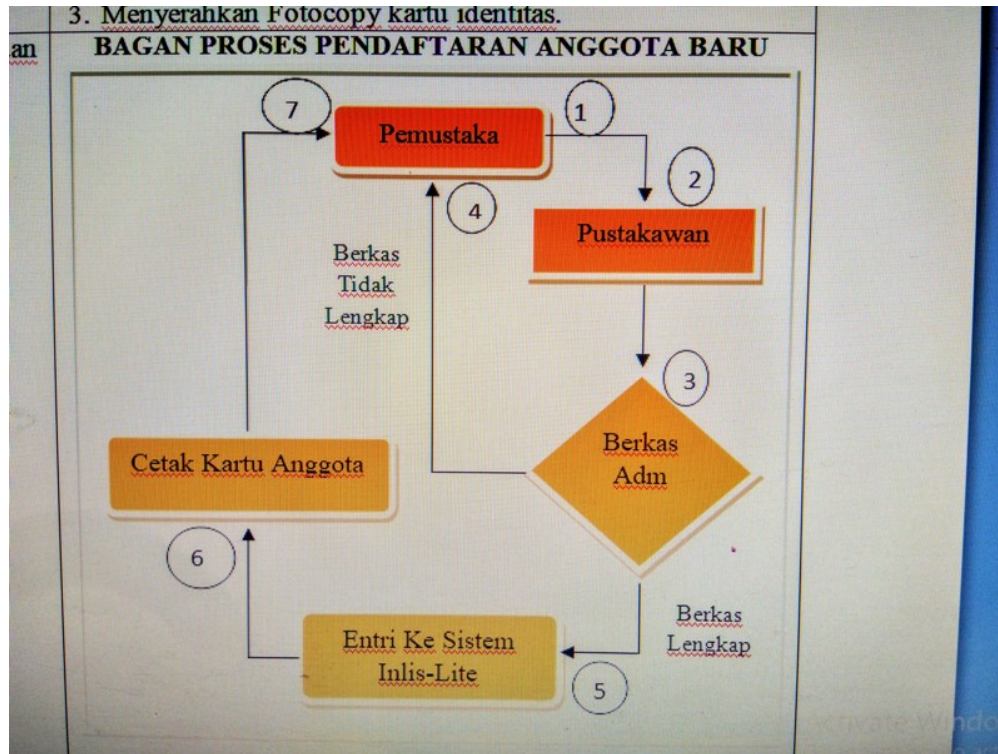 3. Menyerahkan Fotocopy kartu identitas.
an
BAGAN PROSES PENDAFTARAN ANGGOTA BARU
7
Pemustaka
1
2
4
Pustakawan
Berkas
Tidak
Lengkap
3
Berkas
Adm
Cetak Kartu Anggota
6
Berkas
Lengkap
Entri Ke Sistem
Inlis-Lite
5